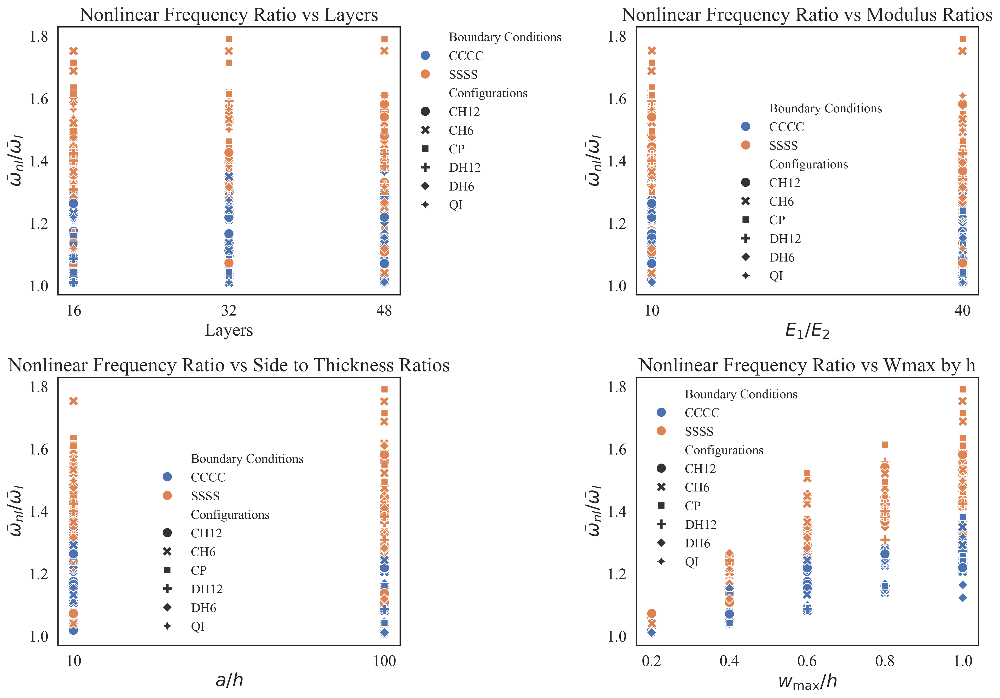 Nonlinear Frequency Ratio vs Layers
1.8
1.6
1.4
1.2
1.0
ω̄nl/ω̄l
16
32
48
Layers
Boundary Conditions
CCCC
SSSS
Configurations
CH12
CH6
CP
DH12
DH6
QI
Nonlinear Frequency Ratio vs Modulus Ratios
1.8
1.6
1.4
1.2
1.0
ω̄nl/ω̄l
Boundary Conditions
CCCC
SSSS
Configurations
CH12
CH6
CP
DH12
DH6
QI
10
40
E1/E2
Nonlinear Frequency Ratio vs Side to Thickness Ratios
1.8
1.6
1.4
1.2
1.0
ω̄nl/ω̄l
Boundary Conditions
CCCC
SSSS
Configurations
CH12
CH6
CP
DH12
DH6
QI
10
100
a/h
Nonlinear Frequency Ratio vs Wmax by h
1.8
1.6
1.4
1.2
1.0
ω̄nl/ω̄l
Boundary Conditions
CCCC
SSSS
Configurations
CH12
CH6
CP
DH12
DH6
QI
0.2
0.4
0.6
0.8
1.0
wmax/h